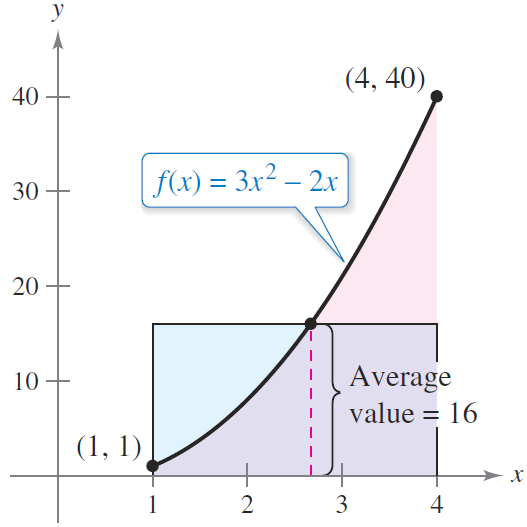 y
(4, 40)
40
f(x) = 3x² – 2x
30
20
10
Average
value = 16
(1, 1)
x
1 2 3 4